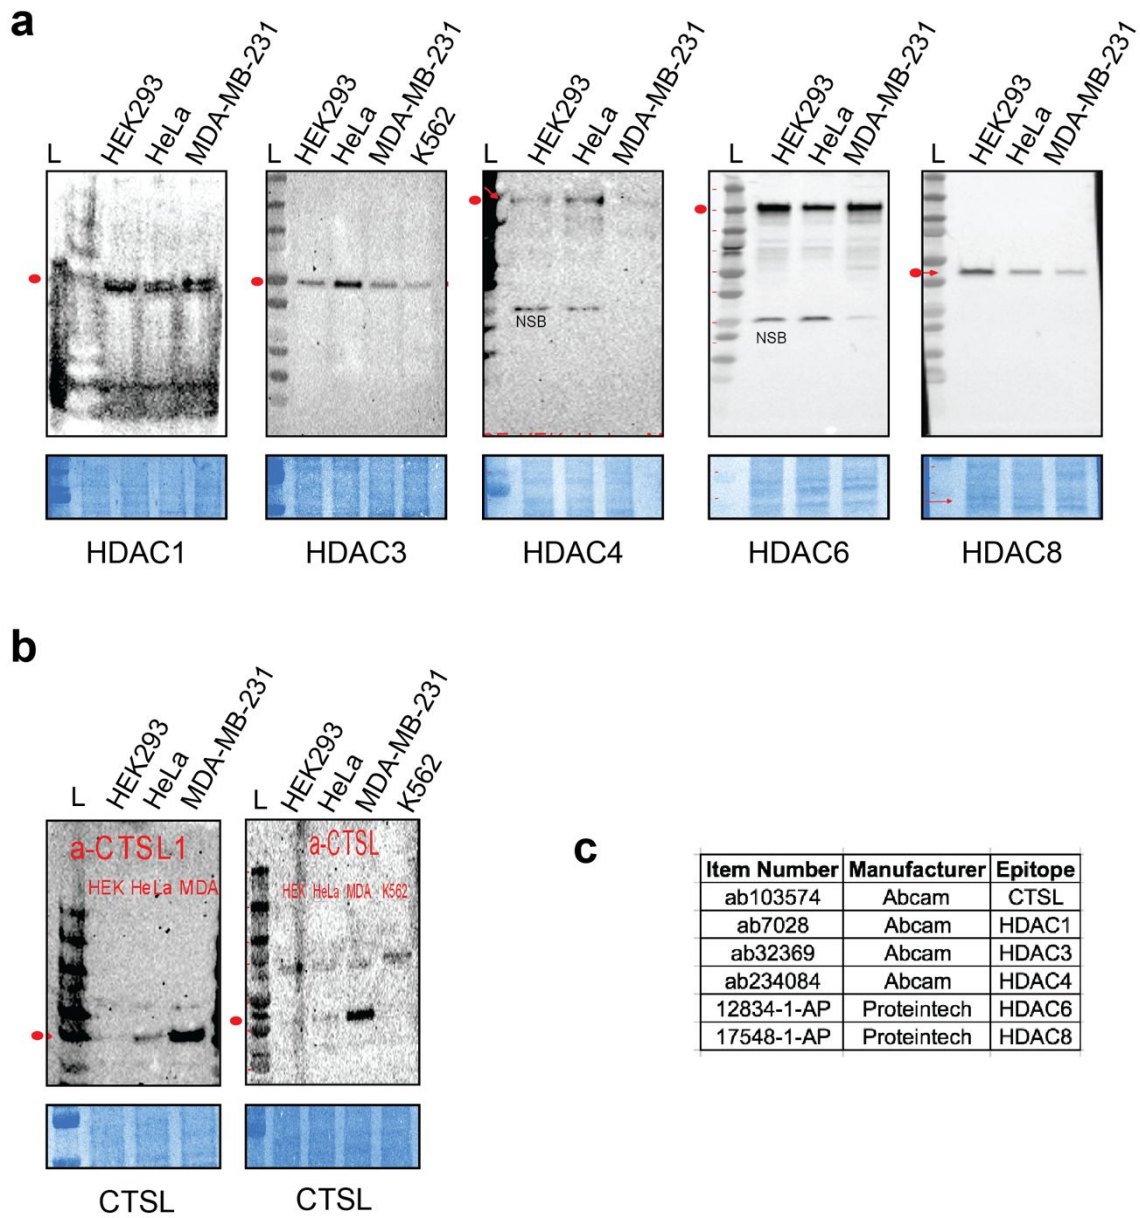 a
L HEK293 HeLa MDA-MB-231
L HEK293 HeLa MDA-MB-231 K562
L HEK293 HeLa MDA-MB-231
L HEK293 HeLa MDA-MB-231
L HEK293 HeLa MDA-MB-231
NSB
NSB
HDAC1 HDAC3 HDAC4 HDAC6 HDAC8
b
L HEK293 HeLa MDA-MB-231
a-CTSL1
HEK HeLa MDA
CTSL
L HEK293 HeLa MDA-MB-231 K562
a-CTSL
HEK HeLa MDA K562
CTSL
c
Item Number Manufacturer Epitope
ab103574 Abcam CTSL
ab7028 Abcam HDAC1
ab32369 Abcam HDAC3
ab234084 Abcam HDAC4
12834-1-AP Proteintech HDAC6
17548-1-AP Proteintech HDAC8